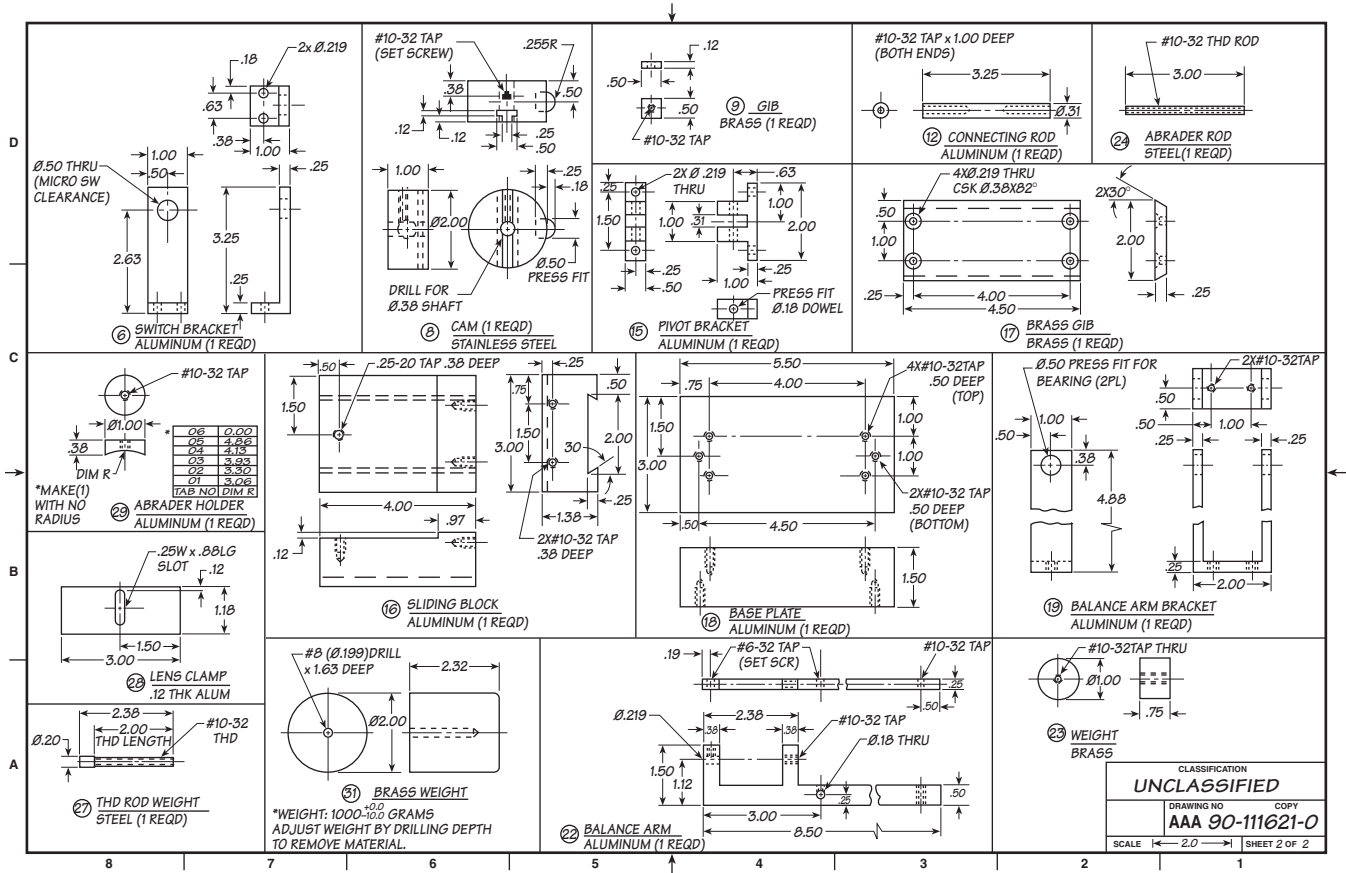 2x Ø.219
.18
.63
.38
1.00
1.00
.50
.25
Ø.50 THRU
(MICRO SW
CLEARANCE)
3.25
2.63
.25
6 SWITCH BRACKET
ALUMINUM (1 REQD)
#10-32 TAP
(SET SCREW)
.255R
.38
.50
.12
.12
.25
.50
1.00
Ø2.00
.25
.18
Ø.50
PRESS FIT
DRILL FOR
Ø.38 SHAFT
8 CAM (1 REQD)
STAINLESS STEEL
.12
.50
.50
#10-32 TAP
9 GIB
BRASS (1 REQD)
#10-32 TAP x 1.00 DEEP
(BOTH ENDS)
3.25
Ø.31
12 CONNECTING ROD
ALUMINUM (1 REQD)
#10-32 THD ROD
3.00
24 ABRADER ROD
STEEL(1 REQD)
2X Ø .219
THRU
.63
.25
1.50
1.00
.31
1.00
2.00
.25
.50
1.00
.25
PRESS FIT
Ø.18 DOWEL
15 PIVOT BRACKET
ALUMINUM (1 REQD)
4XØ.219 THRU
CSK Ø.38X82°
2X30°
.50
1.00
2.00
.25
4.00
4.50
.25
17 BRASS GIB
BRASS (1 REQD)
#10-32 TAP
Ø1.00
.38
DIM R
*
06 0.00
05 4.86
04 4.13
03 3.93
02 3.30
01 3.06
TAB NO DIM R
*MAKE(1)
WITH NO
RADIUS
29 ABRADER HOLDER
ALUMINUM (1 REQD)
.50
.25-20 TAP .38 DEEP
1.50
.25
.75
.50
3.00
1.50
2.00
30
.25
1.38
4.00
.97
2X#10-32 TAP
.38 DEEP
.12
16 SLIDING BLOCK
ALUMINUM (1 REQD)
5.50
.75
4.00
4X#10-32TAP
.50 DEEP
(TOP)
1.50
3.00
1.00
1.00
2X#10-32 TAP
.50 DEEP
(BOTTOM)
.50
4.50
1.50
18 BASE PLATE
ALUMINUM (1 REQD)
Ø.50 PRESS FIT FOR
BEARING (2PL)
2X#10-32TAP
1.00
.50
.50
.50
1.00
.25
.25
.38
4.88
.25
2.00
19 BALANCE ARM BRACKET
ALUMINUM (1 REQD)
.25W x .88LG
SLOT
.12
1.18
1.50
3.00
28 LENS CLAMP
.12 THK ALUM
2.38
2.00
THD LENGTH
#10-32
THD
Ø.20
27 THD ROD WEIGHT
STEEL (1 REQD)
#8 (Ø.199)DRILL
x 1.63 DEEP
2.32
Ø2.00
31 BRASS WEIGHT
*WEIGHT: 1000 +0.0 -10.0 GRAMS
ADJUST WEIGHT BY DRILLING DEPTH
TO REMOVE MATERIAL.
.19
#6-32 TAP
(SET SCR)
#10-32 TAP
.25
.50
Ø.219
2.38
.38
.38
#10-32 TAP
Ø.18 THRU
1.50
1.12
.25
.50
3.00
8.50
22 BALANCE ARM
ALUMINUM (1 REQD)
#10-32TAP THRU
Ø1.00
.75
23 WEIGHT
BRASS
CLASSIFICATION
UNCLASSIFIED
DRAWING NO COPY
AAA 90-111621-0
SCALE 2.0 SHEET 2 OF 2
D
C
B
A
8 7 6 5 4 3 2 1